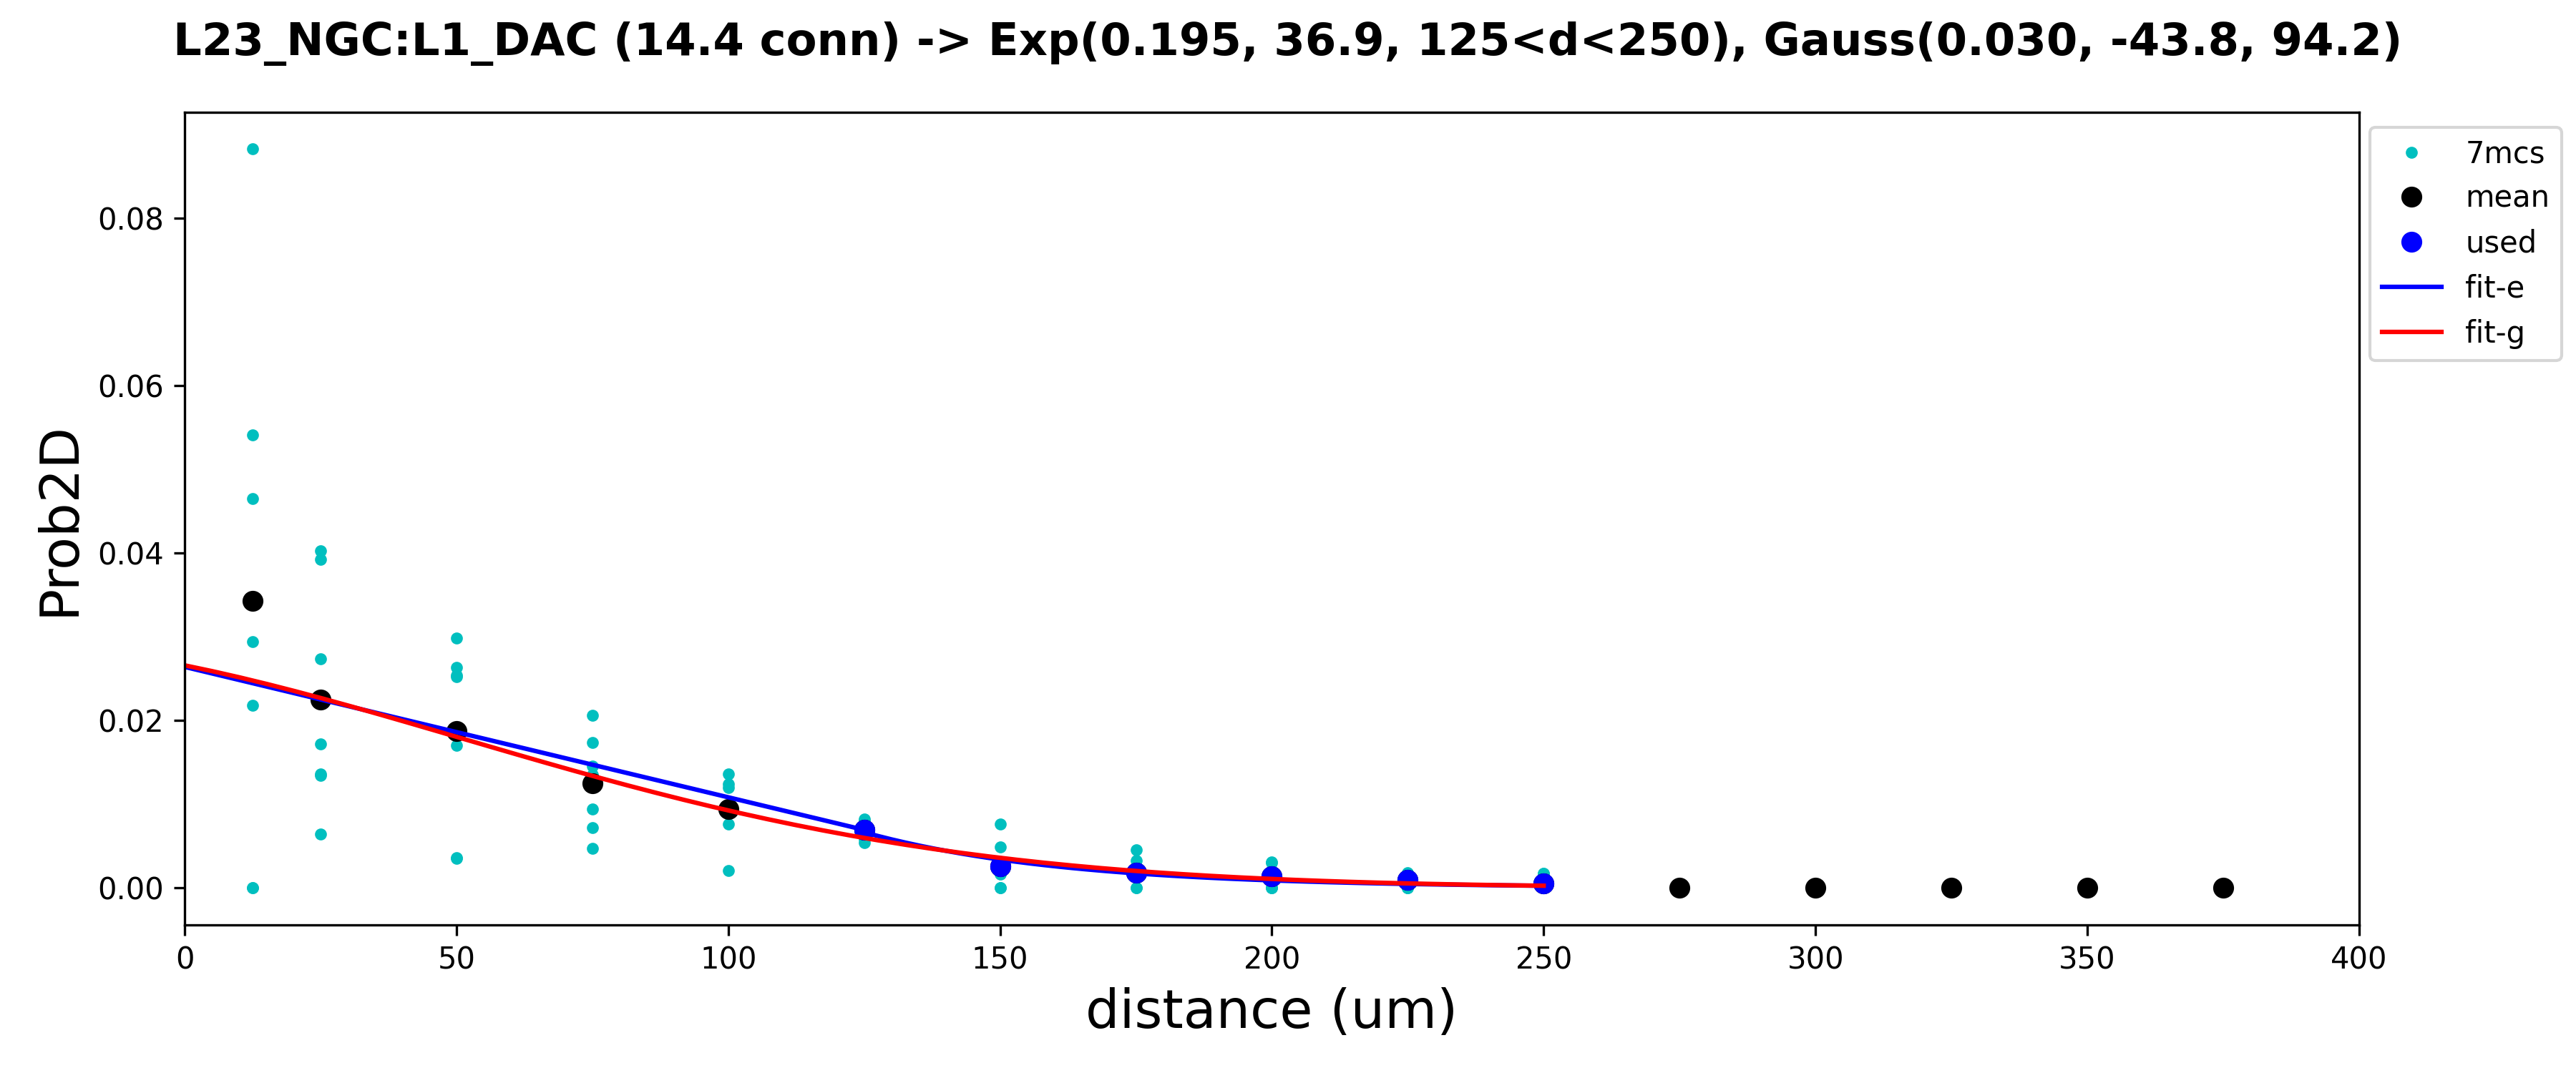 L23_NGC:L1_DAC (14.4 conn) -> Exp(0.195, 36.9, 125<d<250), Gauss(0.030, -43.8, 94.2)
7mcs
mean
used
fit-e
fit-g
Prob2D
0.08
0.06
0.04
0.02
0.00
0 50 100 150 200 250 300 350 400
distance (um)